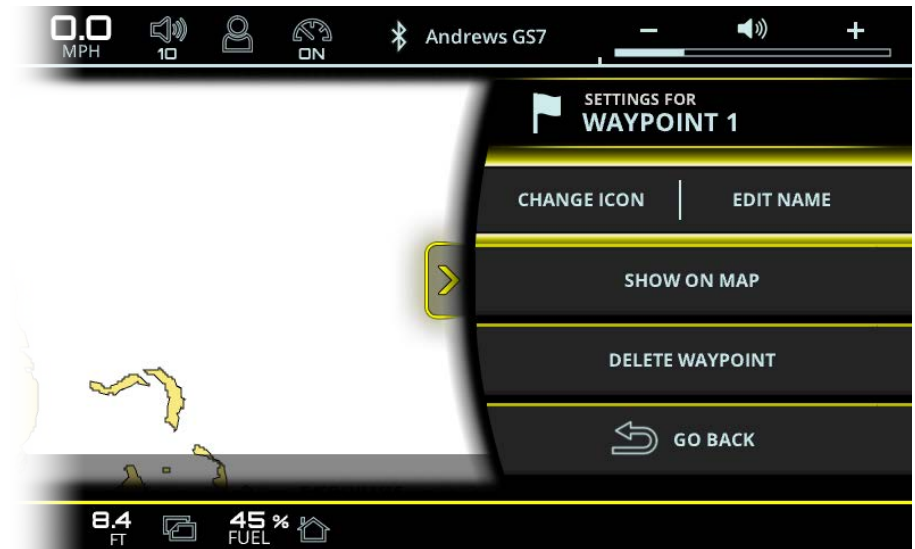 0.0
MPH
10
ON
Andrews GS7
− +
SETTINGS FOR
WAYPOINT 1
CHANGE ICON EDIT NAME
SHOW ON MAP
DELETE WAYPOINT
GO BACK
8.4
FT
45 %
FUEL